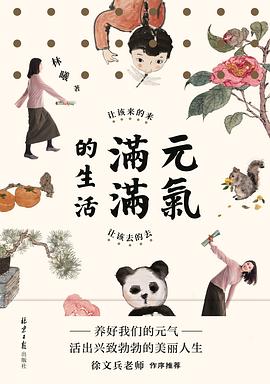 林曦 著
让该来的来
元氣
滿滿
的生活
让该去的去
北京日报出版社
养好我们的元气
活出兴致勃勃的美丽人生
徐文兵老师 作序推荐